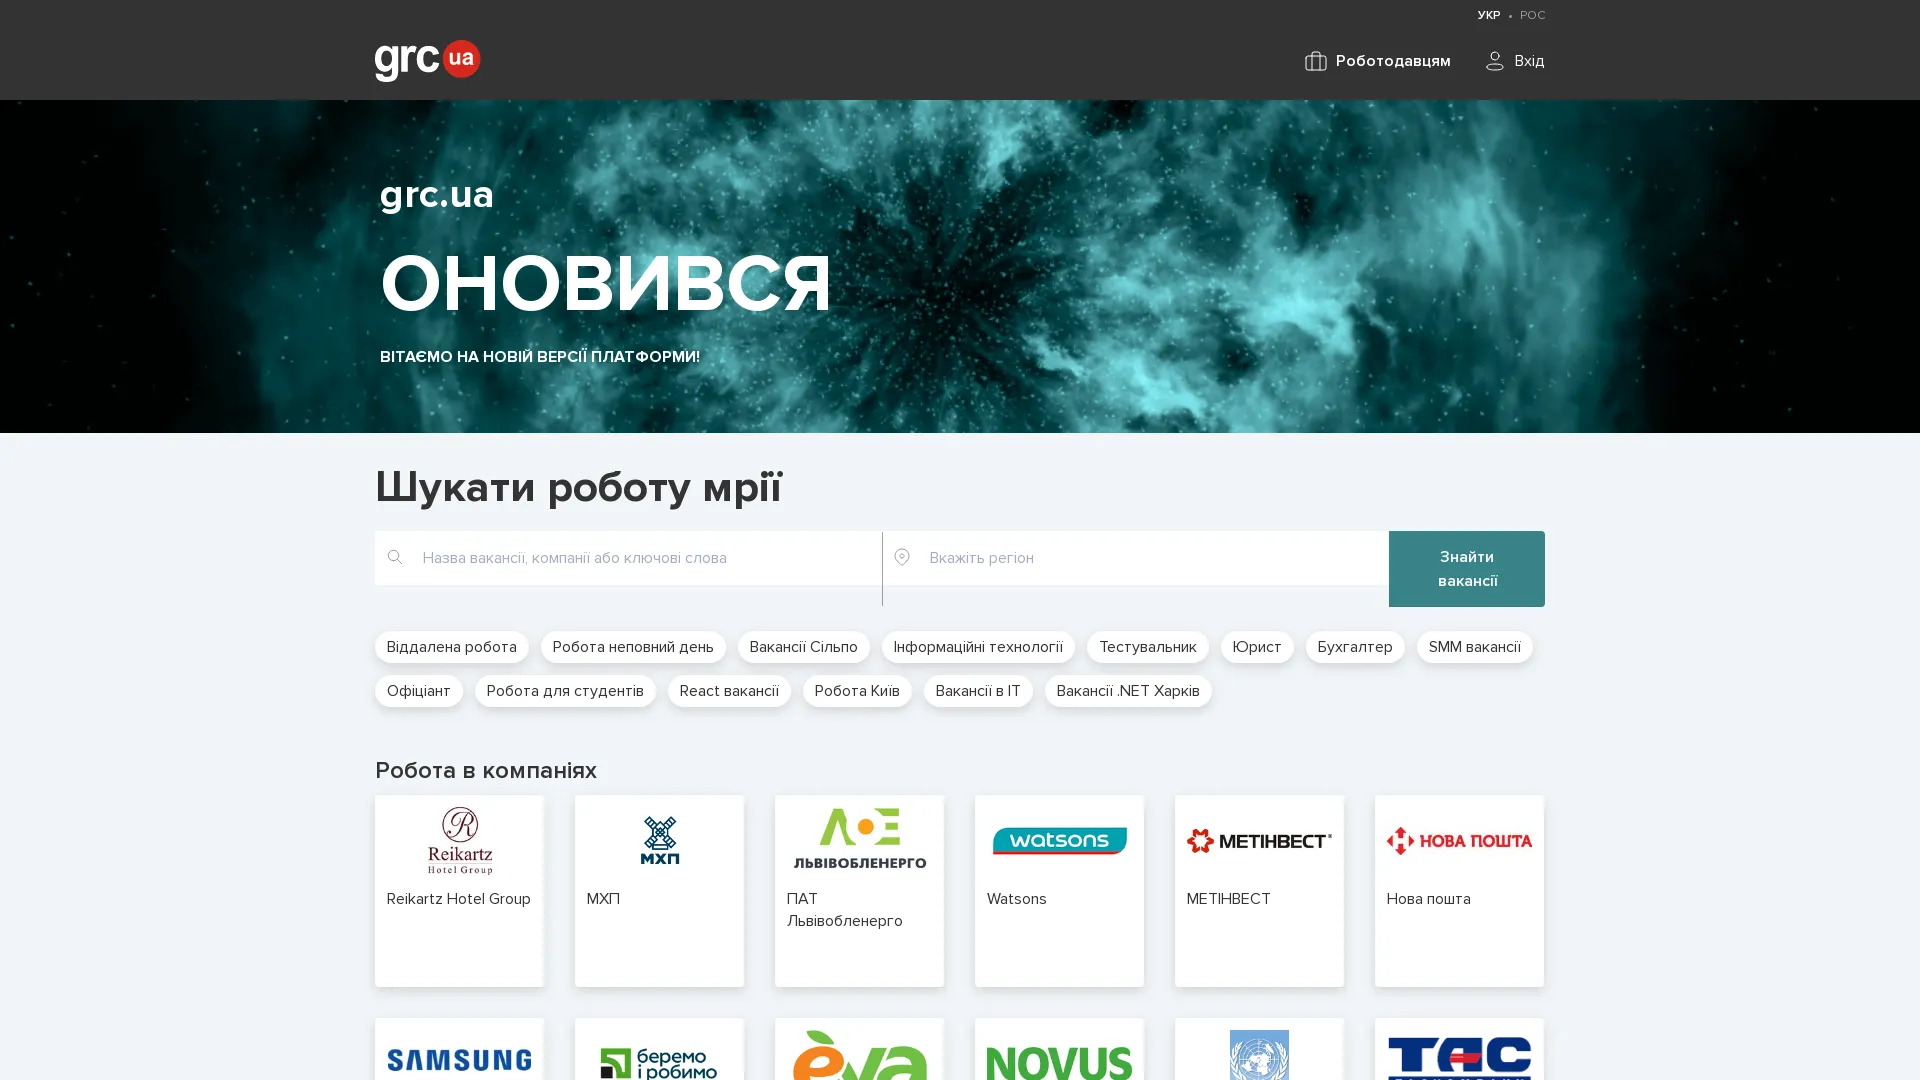 УКР • РОС
grc ua
Роботодавцям
Вхід
grc.ua
ОНОВИВСЯ
ВІТАЄМО НА НОВІЙ ВЕРСІЇ ПЛАТФОРМИ!
Шукати роботу мрії
Назва вакансії, компанії або ключові слова
Вкажіть регіон
Знайти
вакансії
Віддалена робота
Робота неповний день
Вакансії Сільпо
Інформаційні технології
Тестувальник
Юрист
Бухгалтер
SMM вакансії
Офіціант
Робота для студентів
React вакансії
Робота Київ
Вакансії в IT
Вакансії .NET Харків
Робота в компаніях
R
Reikartz
Hotel Group
Reikartz Hotel Group
МХП
МХП
ЛОЕ
ЛЬВІВОБЛЕНЕРГО
ПАТ
Львівобленерго
watsons
Watsons
МЕТІНВЕСТ
МЕТІНВЕСТ
НОВА ПОШТА
Нова пошта
SAMSUNG
беремо
і робимо
eva
NOVUS
ТАС